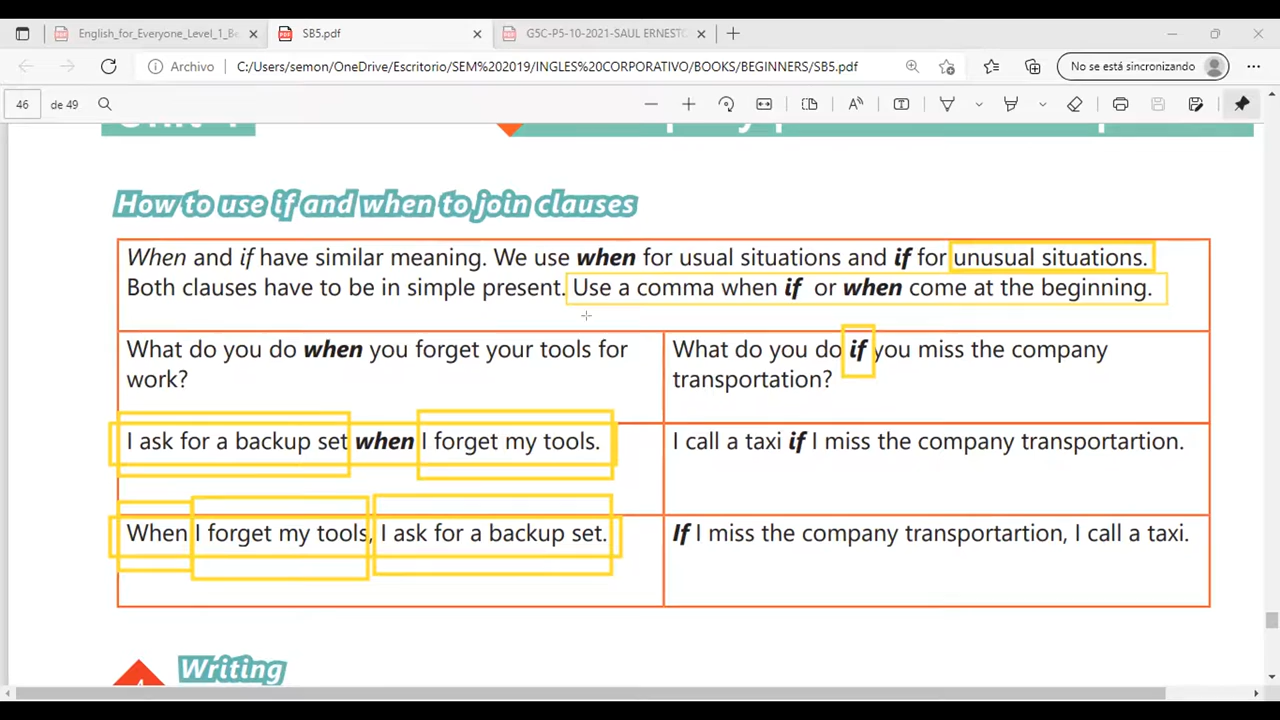 English_for_Everyone_Level_1_Be
SB5.pdf
G5C-P5-10-2021-SAUL ERNESTO
Archivo
C:/Users/semon/OneDrive/Escritorio/SEM%202019/INGLES%20CORPORATIVO/BOOKS/BEGINNERS/SB5.pdf
No se está sincronizando
46 de 49
How to use if and when to join clauses
When and if have similar meaning. We use when for usual situations and if for unusual situations.
Both clauses have to be in simple present. Use a comma when if or when come at the beginning.
What do you do when you forget your tools for
work?
What do you do if you miss the company
transportation?
I ask for a backup set when I forget my tools.
I call a taxi if I miss the company transportartion.
When I forget my tools, I ask for a backup set.
If I miss the company transportartion, I call a taxi.
Writing